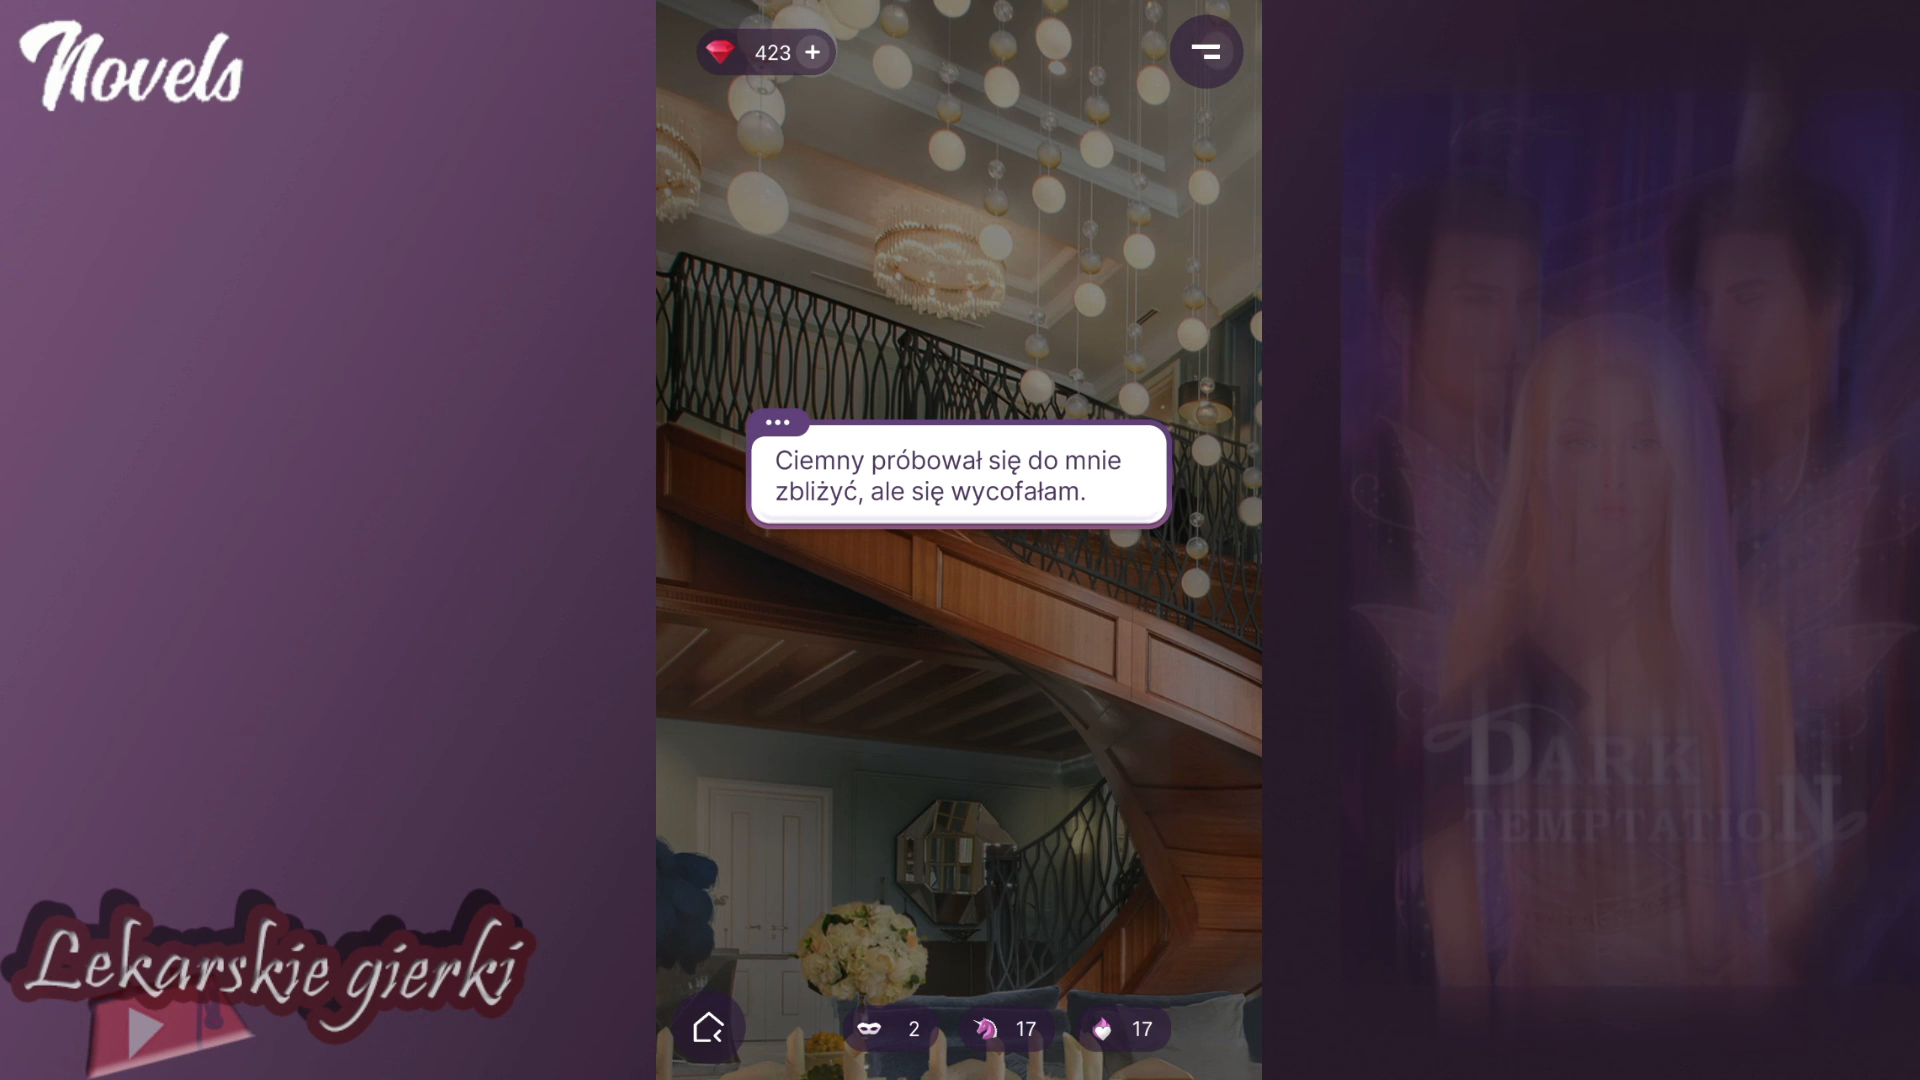 Novels
423
Ciemny próbował się do mnie
zbliżyć, ale się wycofałam.
DARK
TEMPTATION
Lekarskie gierki
2
17
17